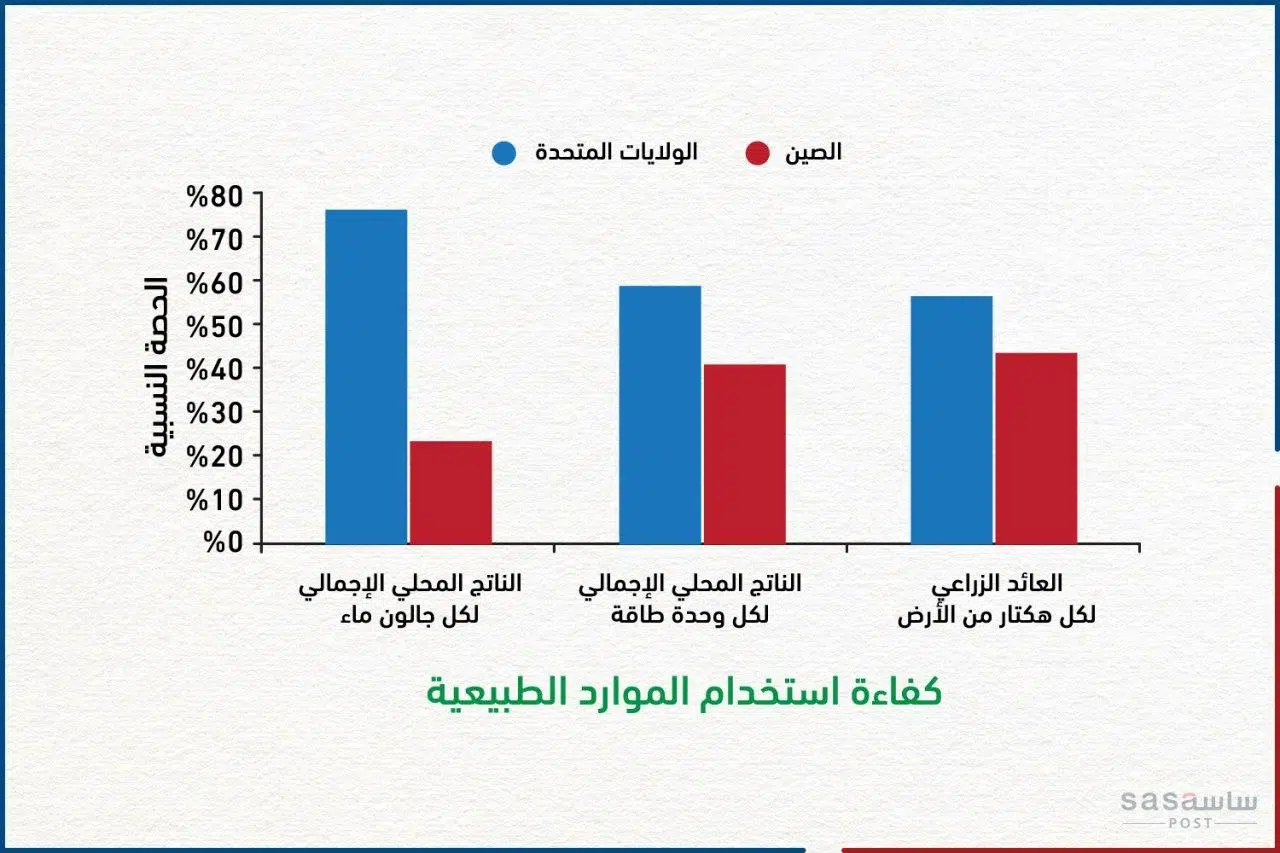 الصين
الولايات المتحدة
%80
%70
%60
%50
%40
%30
%20
%10
%0
الحصة النسبية
العائد الزراعي
لكل هكتار من الأرض
الناتج المحلي الإجمالي
لكل وحدة طاقة
الناتج المحلي الإجمالي
لكل جالون ماء
كفاءة استخدام الموارد الطبيعية
sasa ساسة
POST